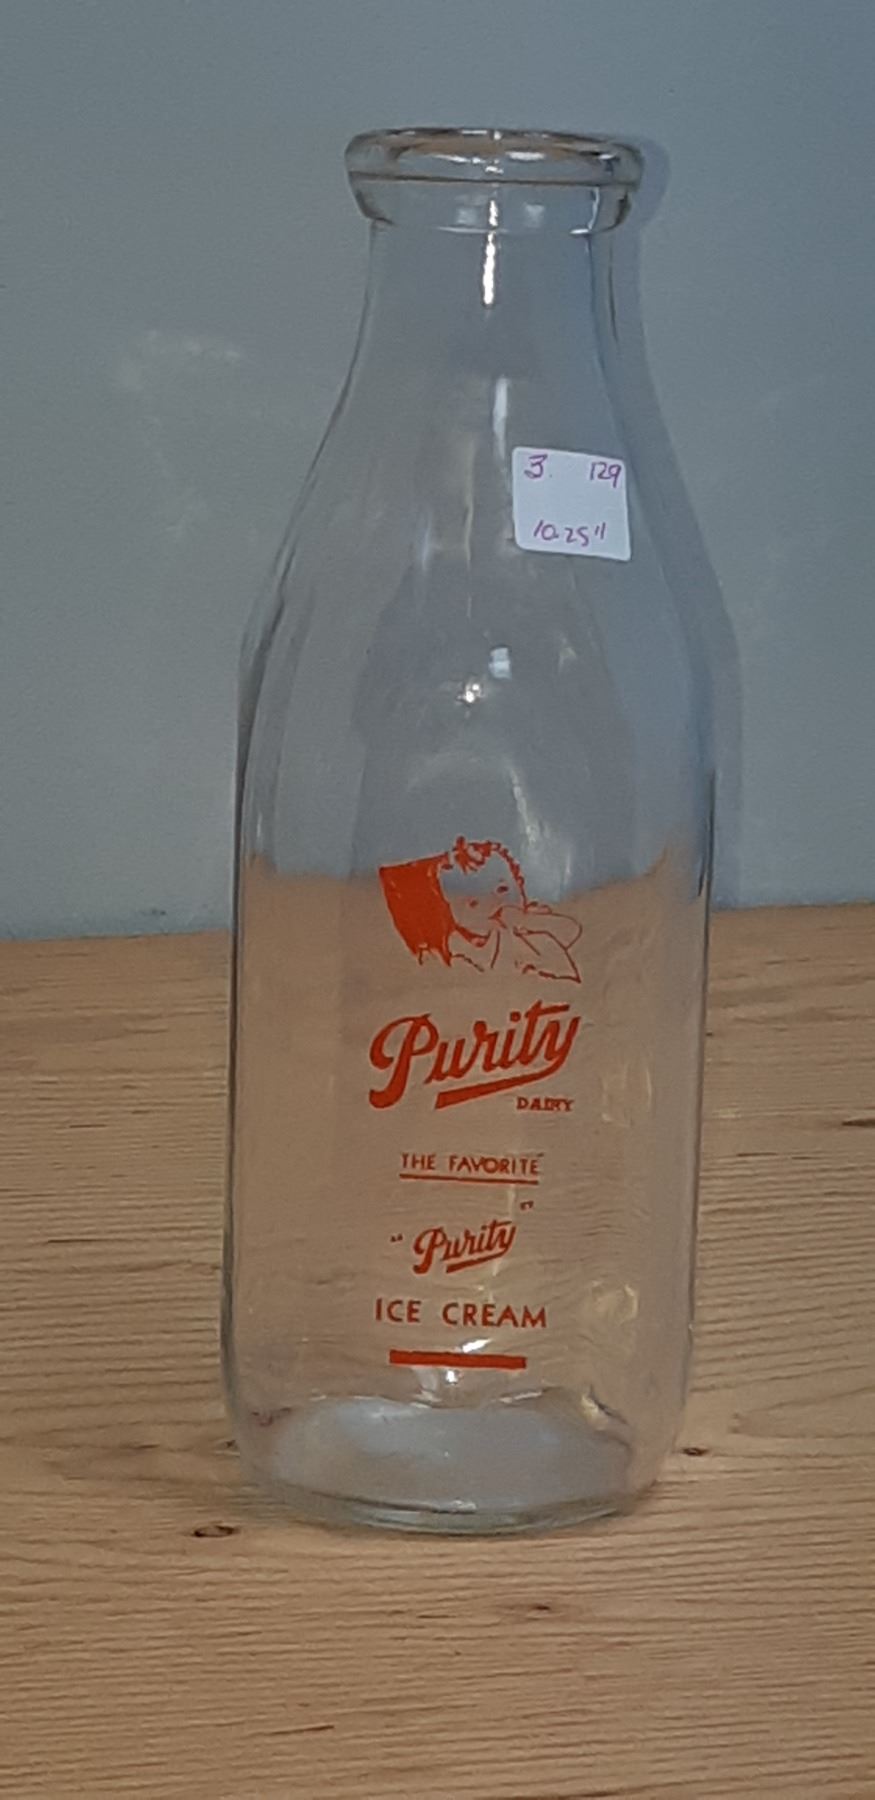 3. 129
10.25"
Purity
DAIRY
THE FAVORITE
"Purity"
ICE CREAM